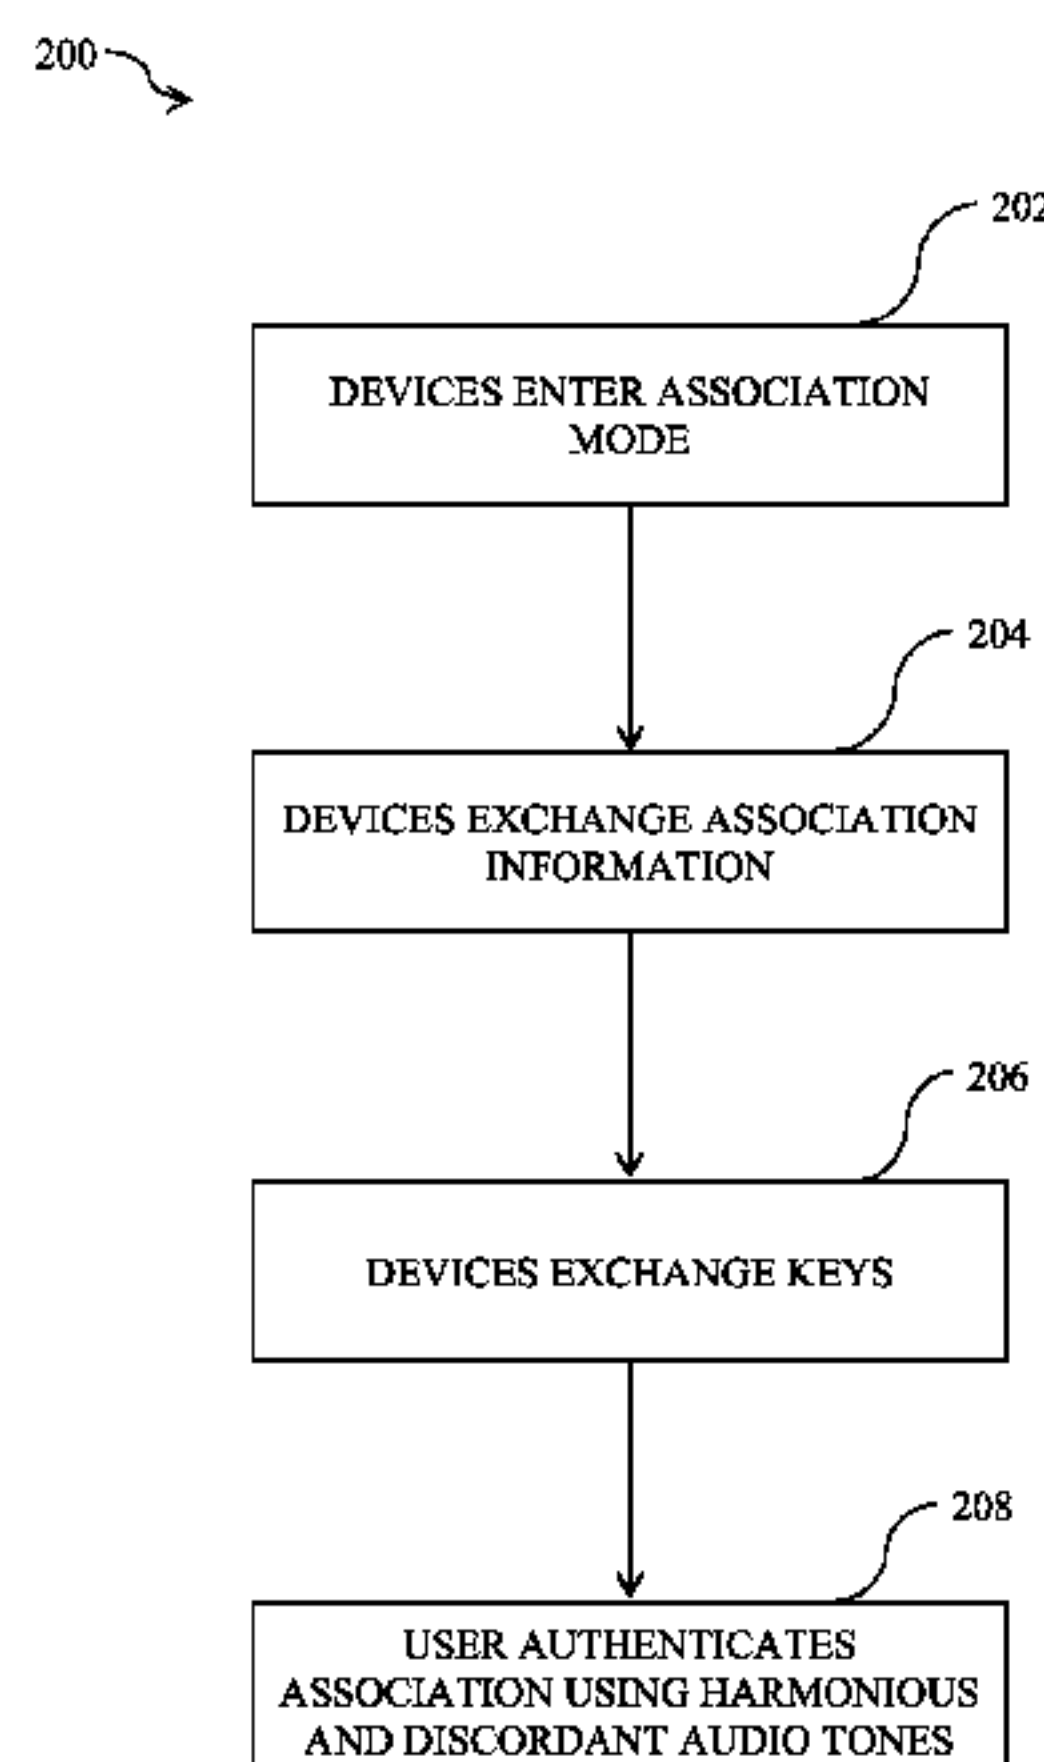 200
202
DEVICES ENTER ASSOCIATION
MODE
204
DEVICES EXCHANGE ASSOCIATION
INFORMATION
206
DEVICES EXCHANGE KEYS
208
USER AUTHENTICATES
ASSOCIATION USING HARMONIOUS
AND DISCORDANT AUDIO TONES